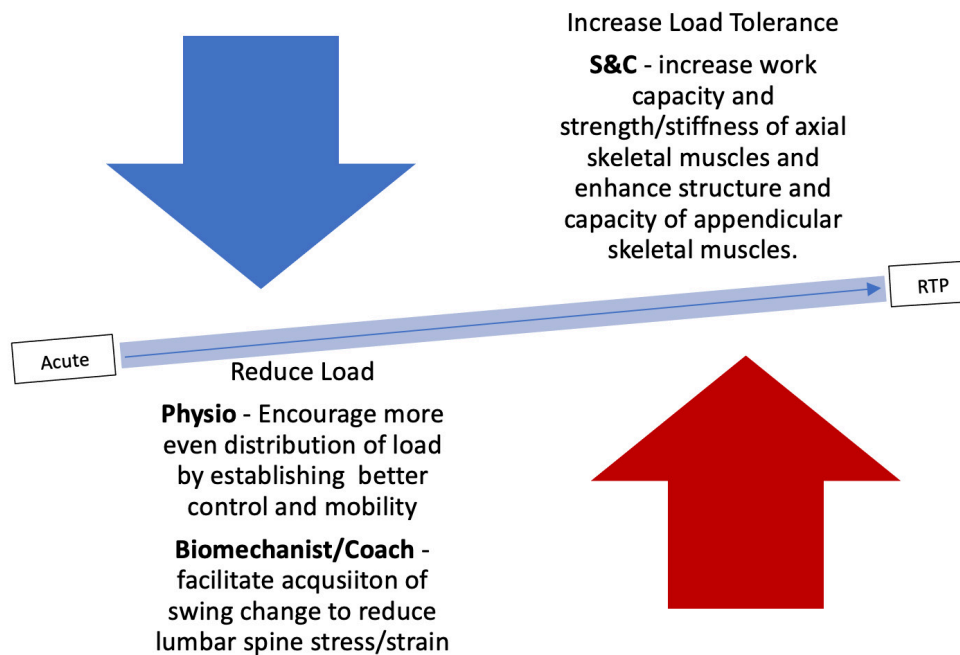 Increase Load Tolerance
S&C - increase work
capacity and
strength/stiffness of axial
skeletal muscles and
enhance structure and
capacity of appendicular
skeletal muscles.
RTP
Acute
Reduce Load
Physio - Encourage more
even distribution of load
by establishing  better
control and mobility
Biomechanist/Coach -
facilitate acqusiiton of
swing change to reduce
lumbar spine stress/strain